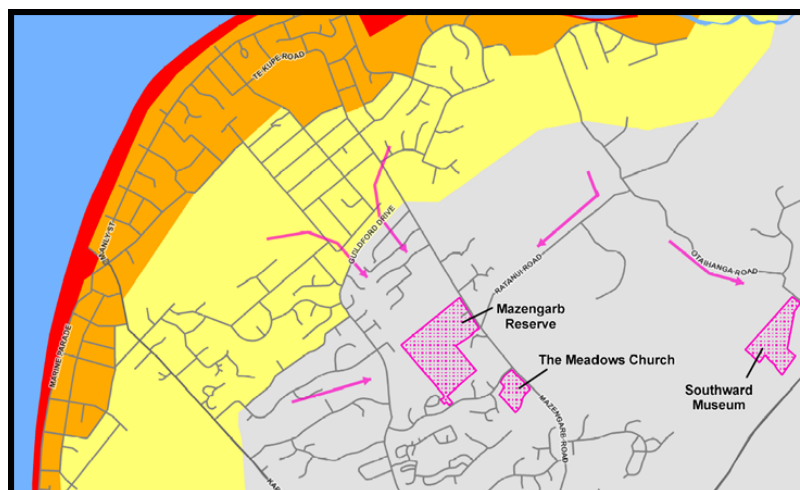 TE KUPE ROAD
MANLY ST
GUILDFORD DRIVE
OTAIHANGA ROAD
RATANUI ROAD
Mazengarb
Reserve
MARINE PARADE
The Meadows Church
Southward
Museum
MAZENGARB ROAD